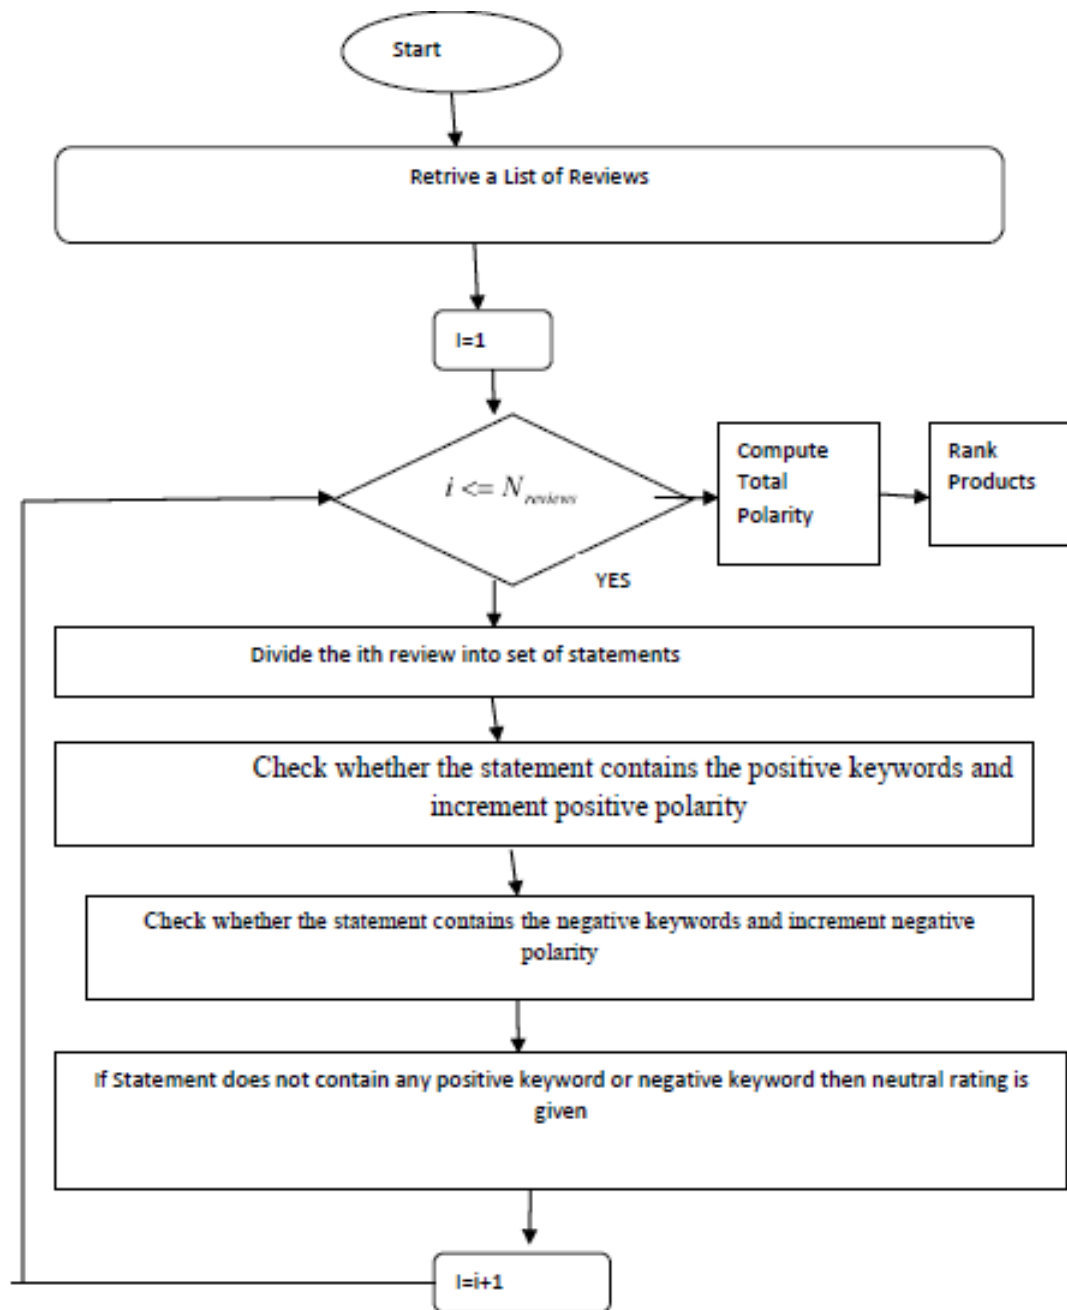 Start
Retrive a List of Reviews
I=1
i <= N reviews
Compute
Total
Polarity
Rank
Products
YES
Divide the ith review into set of statements
Check whether the statement contains the positive keywords and
increment positive polarity
Check whether the statement contains the negative keywords and increment negative
polarity
If Statement does not contain any positive keyword or negative keyword then neutral rating is
given
I=i+1